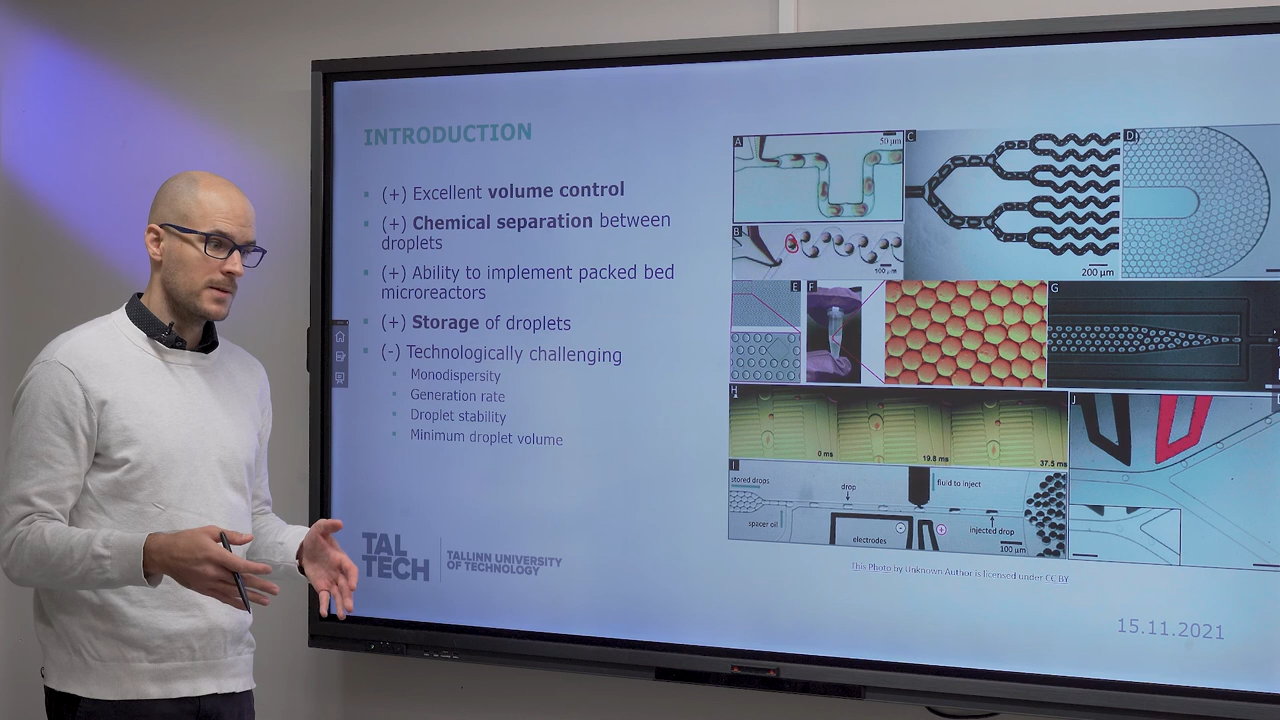 INTRODUCTION
(+) Excellent volume control
(+) Chemical separation between
droplets
(+) Ability to implement packed bed
microreactors
(+) Storage of droplets
(-) Technologically challenging
Monodispersity
Generation rate
Droplet stability
Minimum droplet volume
TAL
TECH
TALLINN UNIVERSITY
OF TECHNOLOGY
A
50 µm
B
100 µm
C
200 µm
D
E
F
G
H
0 ms
19.8 ms
37.5 ms
I
stored drops
drop
fluid to inject
spacer oil
electrodes
-
+
injected drop
100 µm
J
This Photo by Unknown Author is licensed under CC BY
15.11.2021